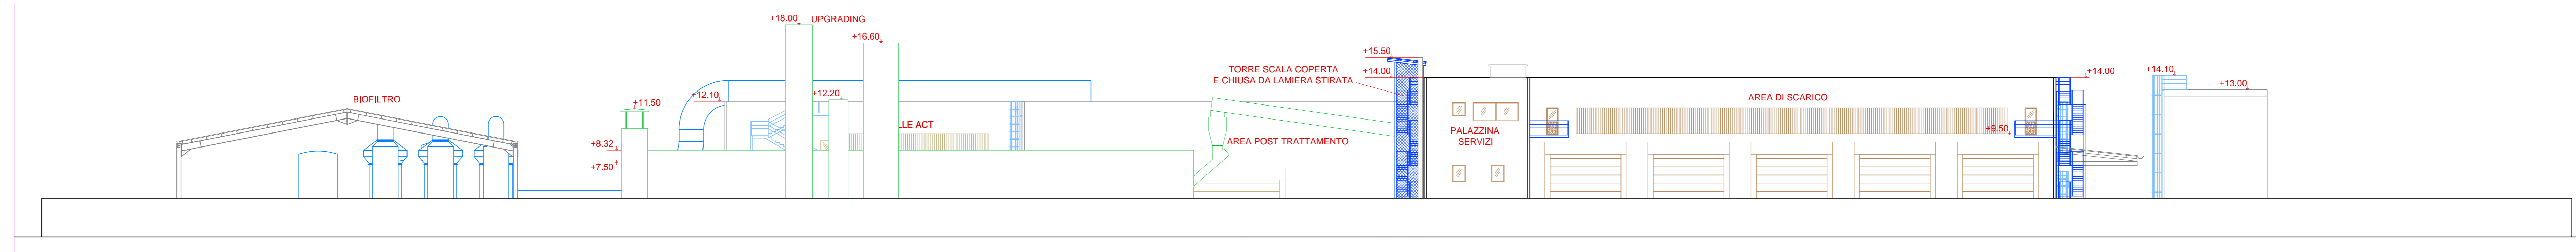 +18.00 UPGRADING
+16.60
+15.50
TORRE SCALA COPERTA
E CHIUSA DA LAMIERA STIRATA
+14.00
+14.00
+14.10
+13.00
BIOFILTRO
+11.50
+12.10
+12.20
LLE ACT
AREA DI SCARICO
PALAZZINA
SERVIZI
+9.50
+8.32
+7.50
AREA POST TRATTAMENTO